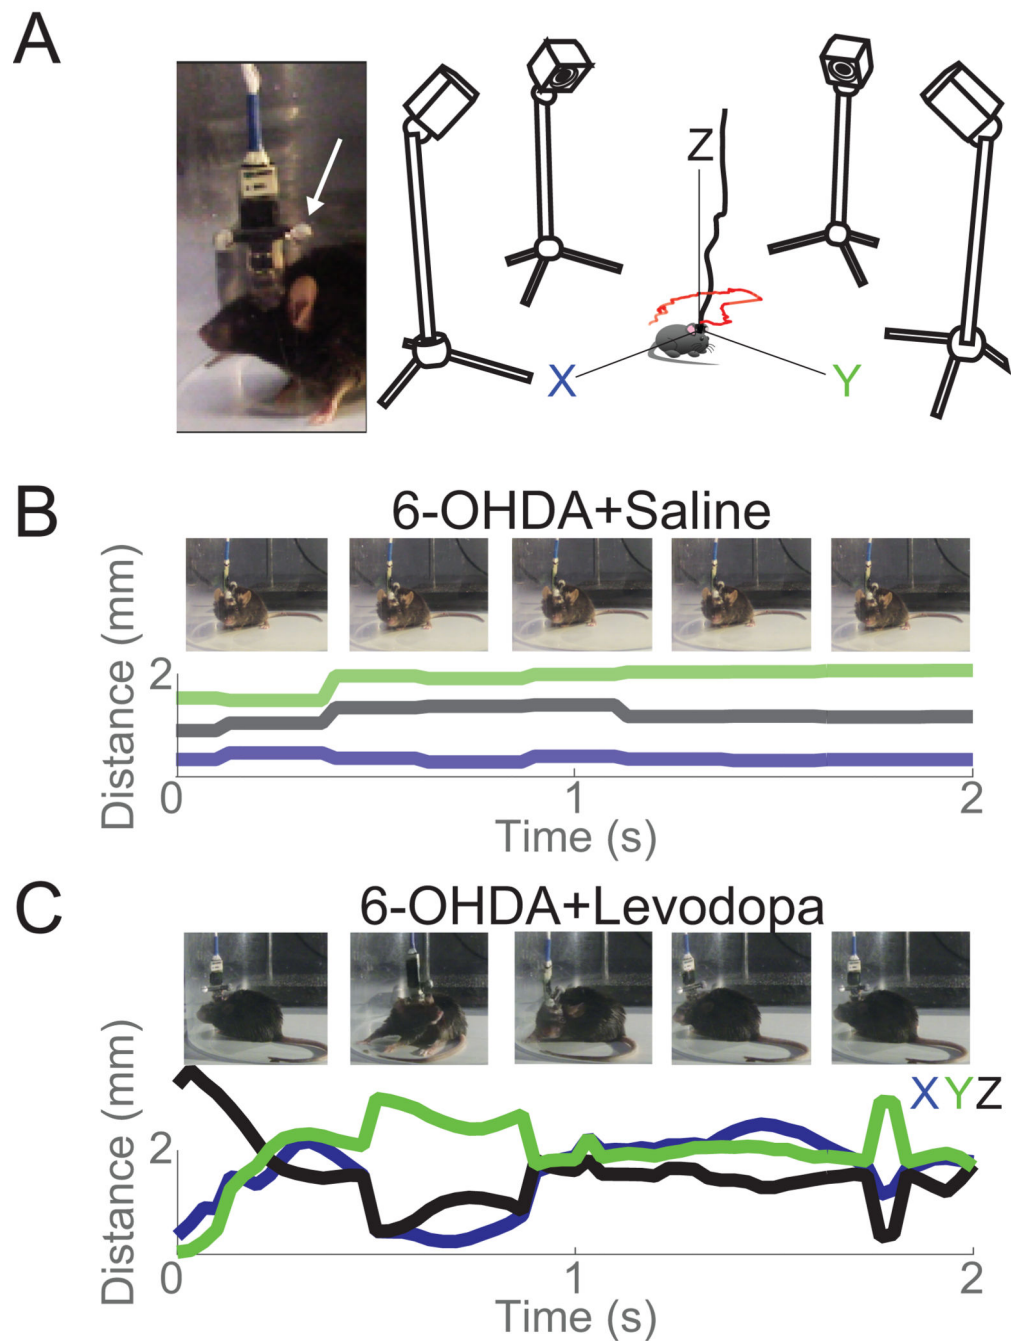 A
Z
X
Y
B
6-OHDA+Saline
Distance (mm)
2
0
1
2
Time (s)
C
6-OHDA+Levodopa
Distance (mm)
X Y Z
2
0
1
2
Time (s)